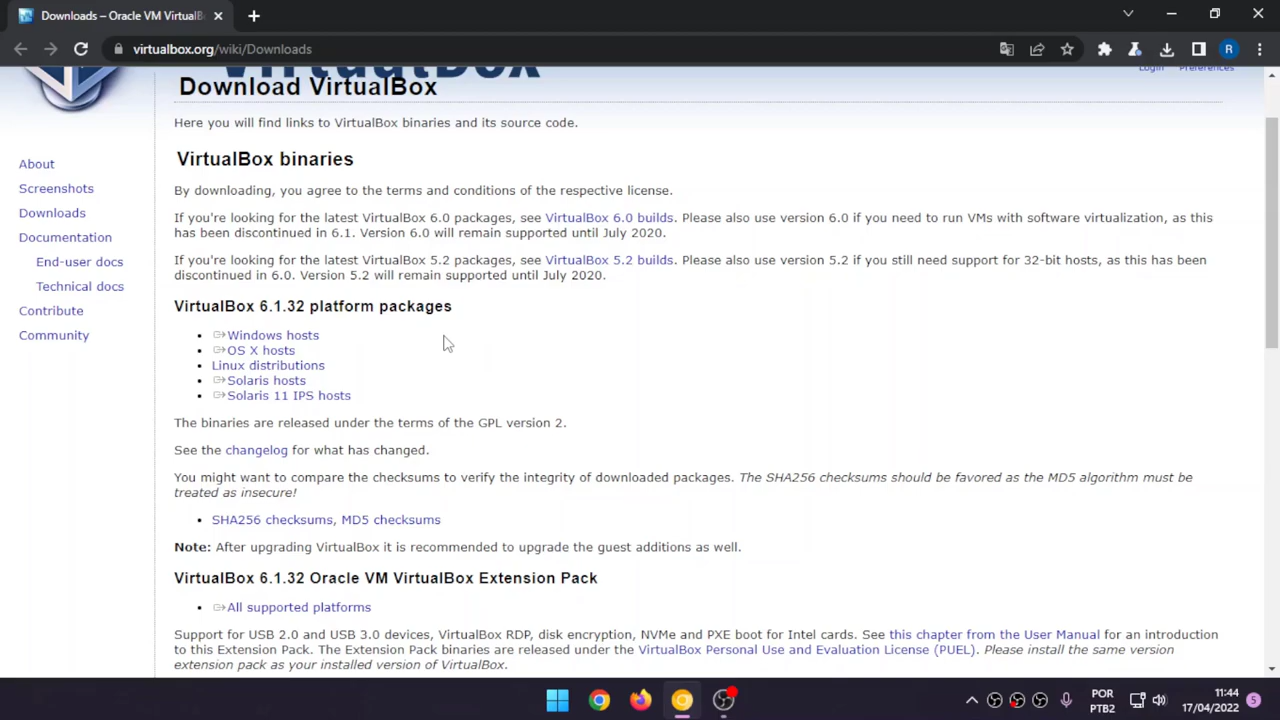 Downloads – Oracle VM VirtualB
virtualbox.org/wiki/Downloads
R
VirtualBox
Login Preferences
Download VirtualBox
Here you will find links to VirtualBox binaries and its source code.
About
Screenshots
Downloads
Documentation
End-user docs
Technical docs
Contribute
Community
VirtualBox binaries
By downloading, you agree to the terms and conditions of the respective license.
If you're looking for the latest VirtualBox 6.0 packages, see VirtualBox 6.0 builds. Please also use version 6.0 if you need to run VMs with software virtualization, as this
has been discontinued in 6.1. Version 6.0 will remain supported until July 2020.
If you're looking for the latest VirtualBox 5.2 packages, see VirtualBox 5.2 builds. Please also use version 5.2 if you still need support for 32-bit hosts, as this has been
discontinued in 6.0. Version 5.2 will remain supported until July 2020.
VirtualBox 6.1.32 platform packages
• Windows hosts
• OS X hosts
• Linux distributions
• Solaris hosts
• Solaris 11 IPS hosts
The binaries are released under the terms of the GPL version 2.
See the changelog for what has changed.
You might want to compare the checksums to verify the integrity of downloaded packages. The SHA256 checksums should be favored as the MD5 algorithm must be
treated as insecure!
• SHA256 checksums, MD5 checksums
Note: After upgrading VirtualBox it is recommended to upgrade the guest additions as well.
VirtualBox 6.1.32 Oracle VM VirtualBox Extension Pack
• All supported platforms
Support for USB 2.0 and USB 3.0 devices, VirtualBox RDP, disk encryption, NVMe and PXE boot for Intel cards. See this chapter from the User Manual for an introduction
to this Extension Pack. The Extension Pack binaries are released under the VirtualBox Personal Use and Evaluation License (PUEL). Please install the same version
extension pack as your installed version of VirtualBox.
POR
PTB2
11:44
17/04/2022
5